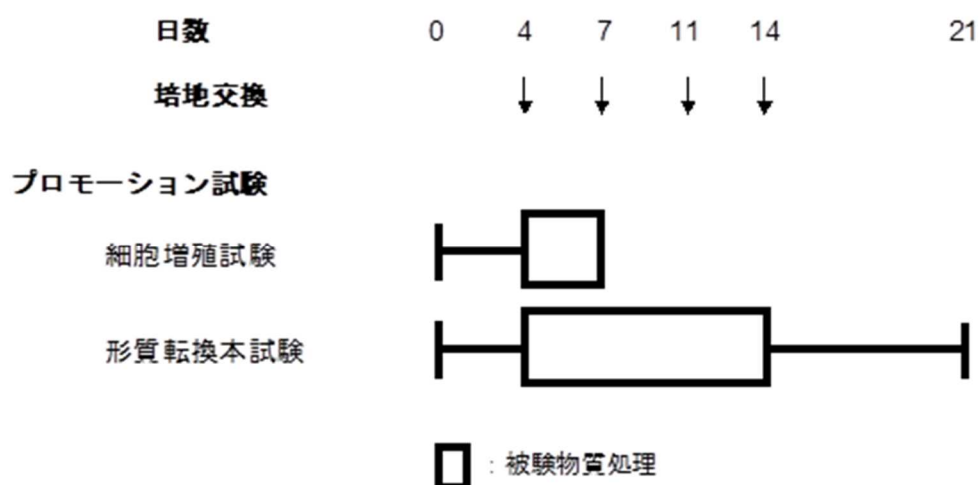 日数 0 4 7 11 14 21
培地交換
プロモーション試験
細胞増殖試験
形質転換本試験
：被験物質処理